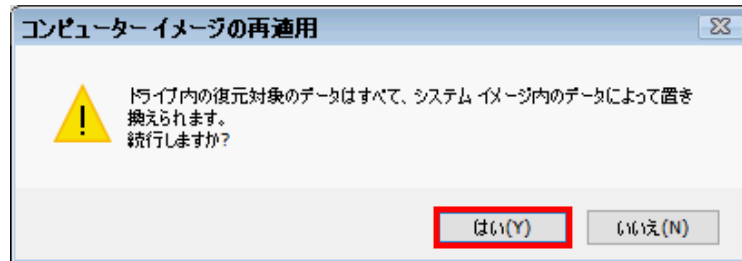 コンピューター イメージの再適用
ドライブ内の復元対象のデータはすべて、システム イメージ内のデータによって置き
換えられます。
続行しますか?
はい(Y)
いいえ(N)